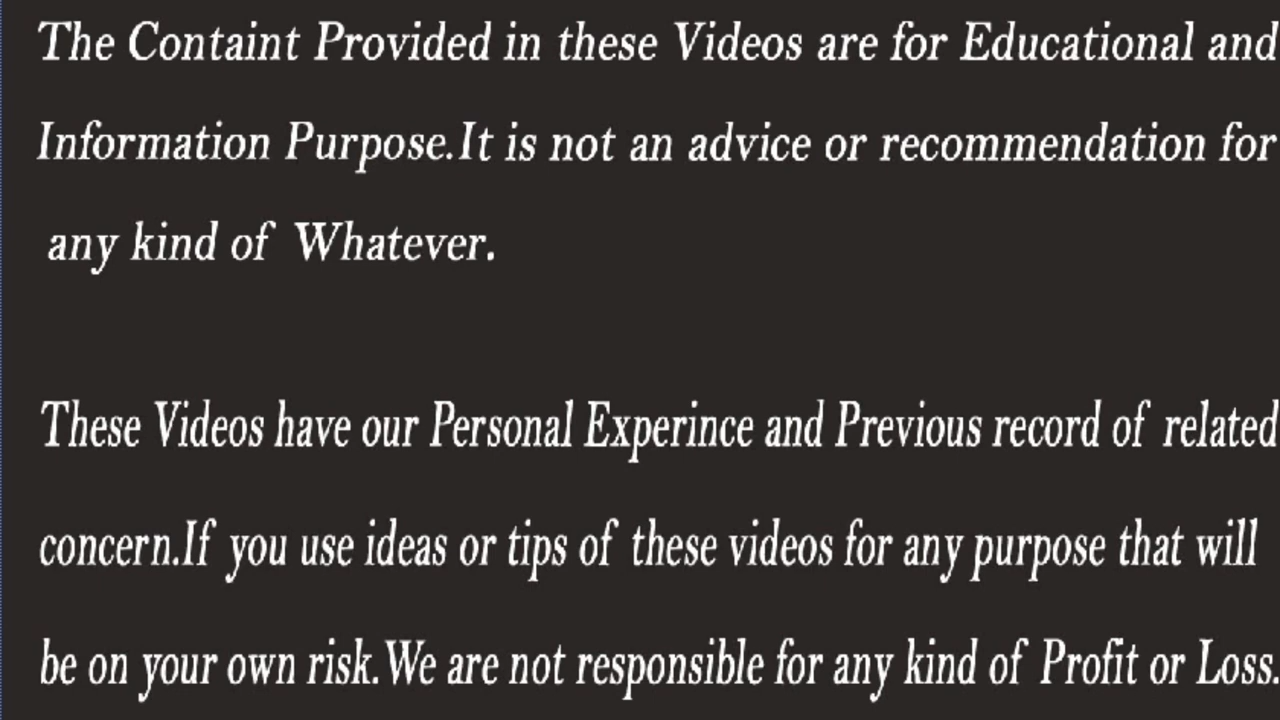 The Containt Provided in these Videos are for Educational and
Information Purpose.It is not an advice or recommendation for
any kind of Whatever.
These Videos have our Personal Experince and Previous record of related
concern.If you use ideas or tips of these videos for any purpose that will
be on your own risk.We are not responsible for any kind of Profit or Loss.